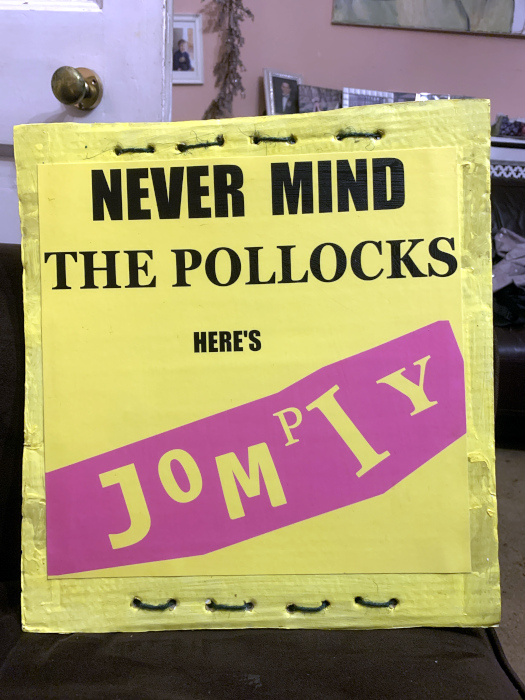 NEVER MIND
THE POLLOCKS
HERE'S
JOMPIY